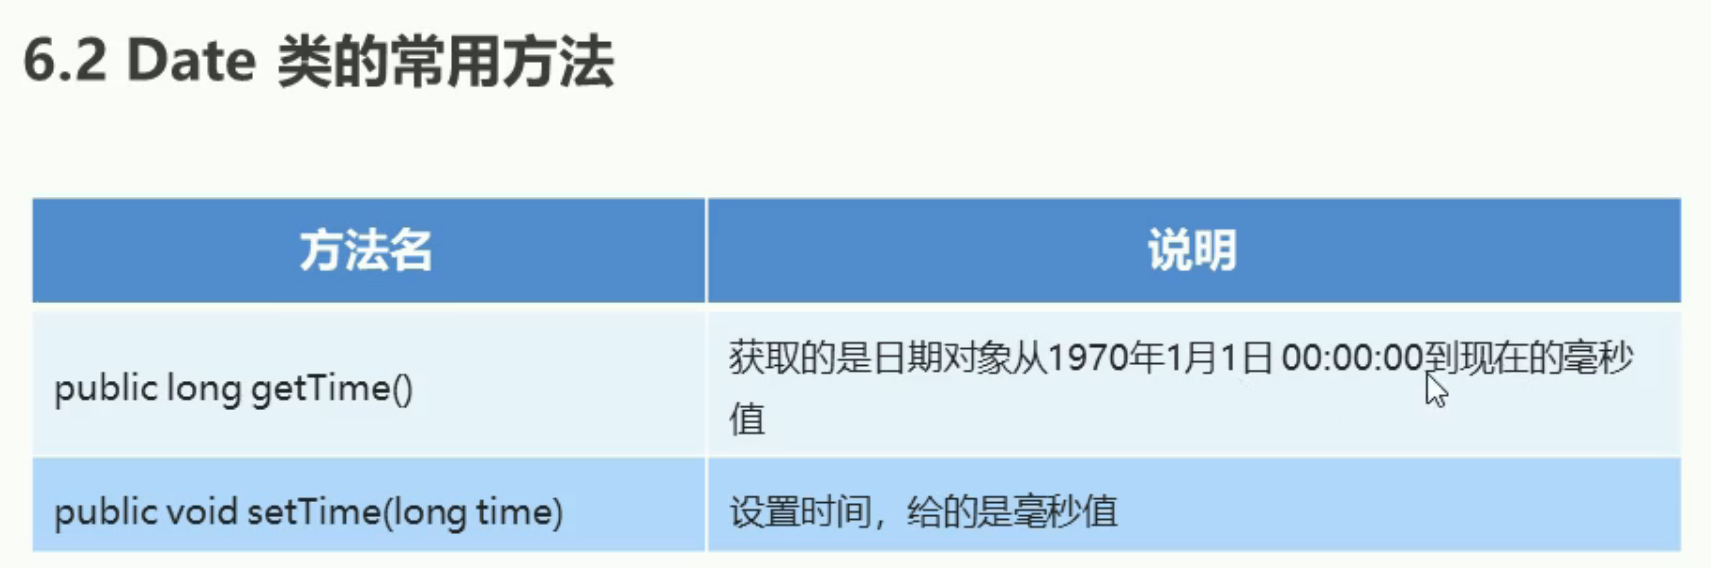 6.2 Date 类的常用方法
方法名
说明
public long getTime()
获取的是日期对象从1970年1月1日 00:00:00到现在的毫秒
值
public void setTime(long time)
设置时间，给的是毫秒值